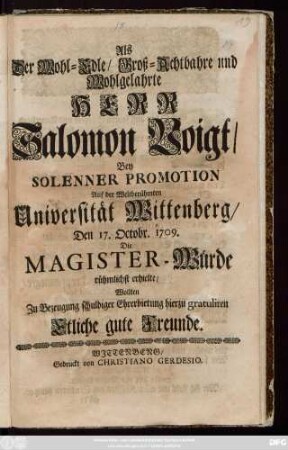 Als
Der Wohl-Edle/ Groß-Achtbahre und
Wohlgelahrte
HERR
Salomon Voigt/
Bey
SOLENNER PROMOTION
Auf der Weltberühmten
Universität Wittenberg/
Den 17. Octobr. 1709.
Die
MAGISTER-Würde
rühmlichst erhielte;
Wollten
Zu Bezeugung schuldiger Ehrerbietung hierzu gratuliren
Etliche gute Freunde.
WITTENBERG/
Gedruckt von CHRISTIANO GERDESIO.